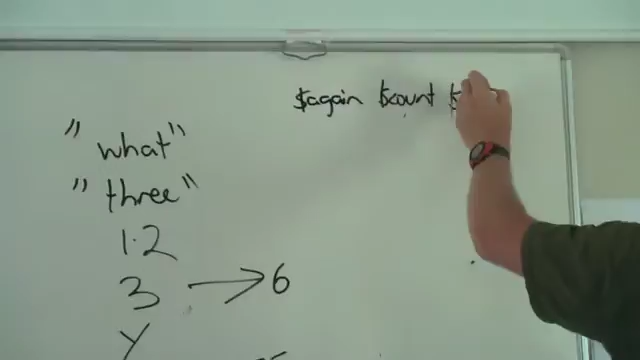 $again $count $
"what"
"three"
1.2
3 → 6
y